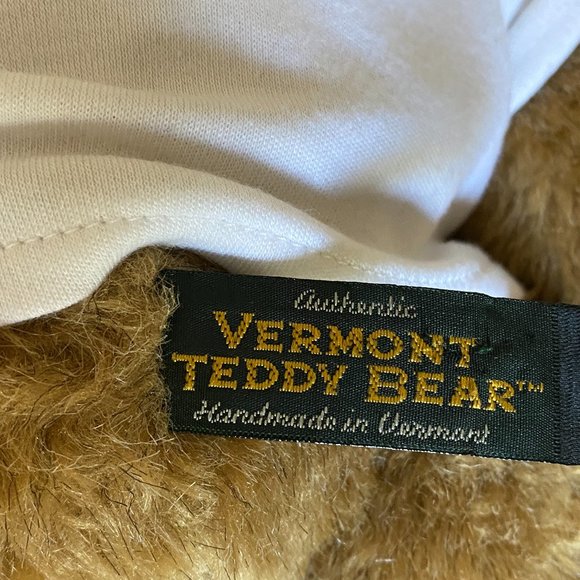 Authentic
VERMONT
TEDDY BEAR™
Handmade in Vermont